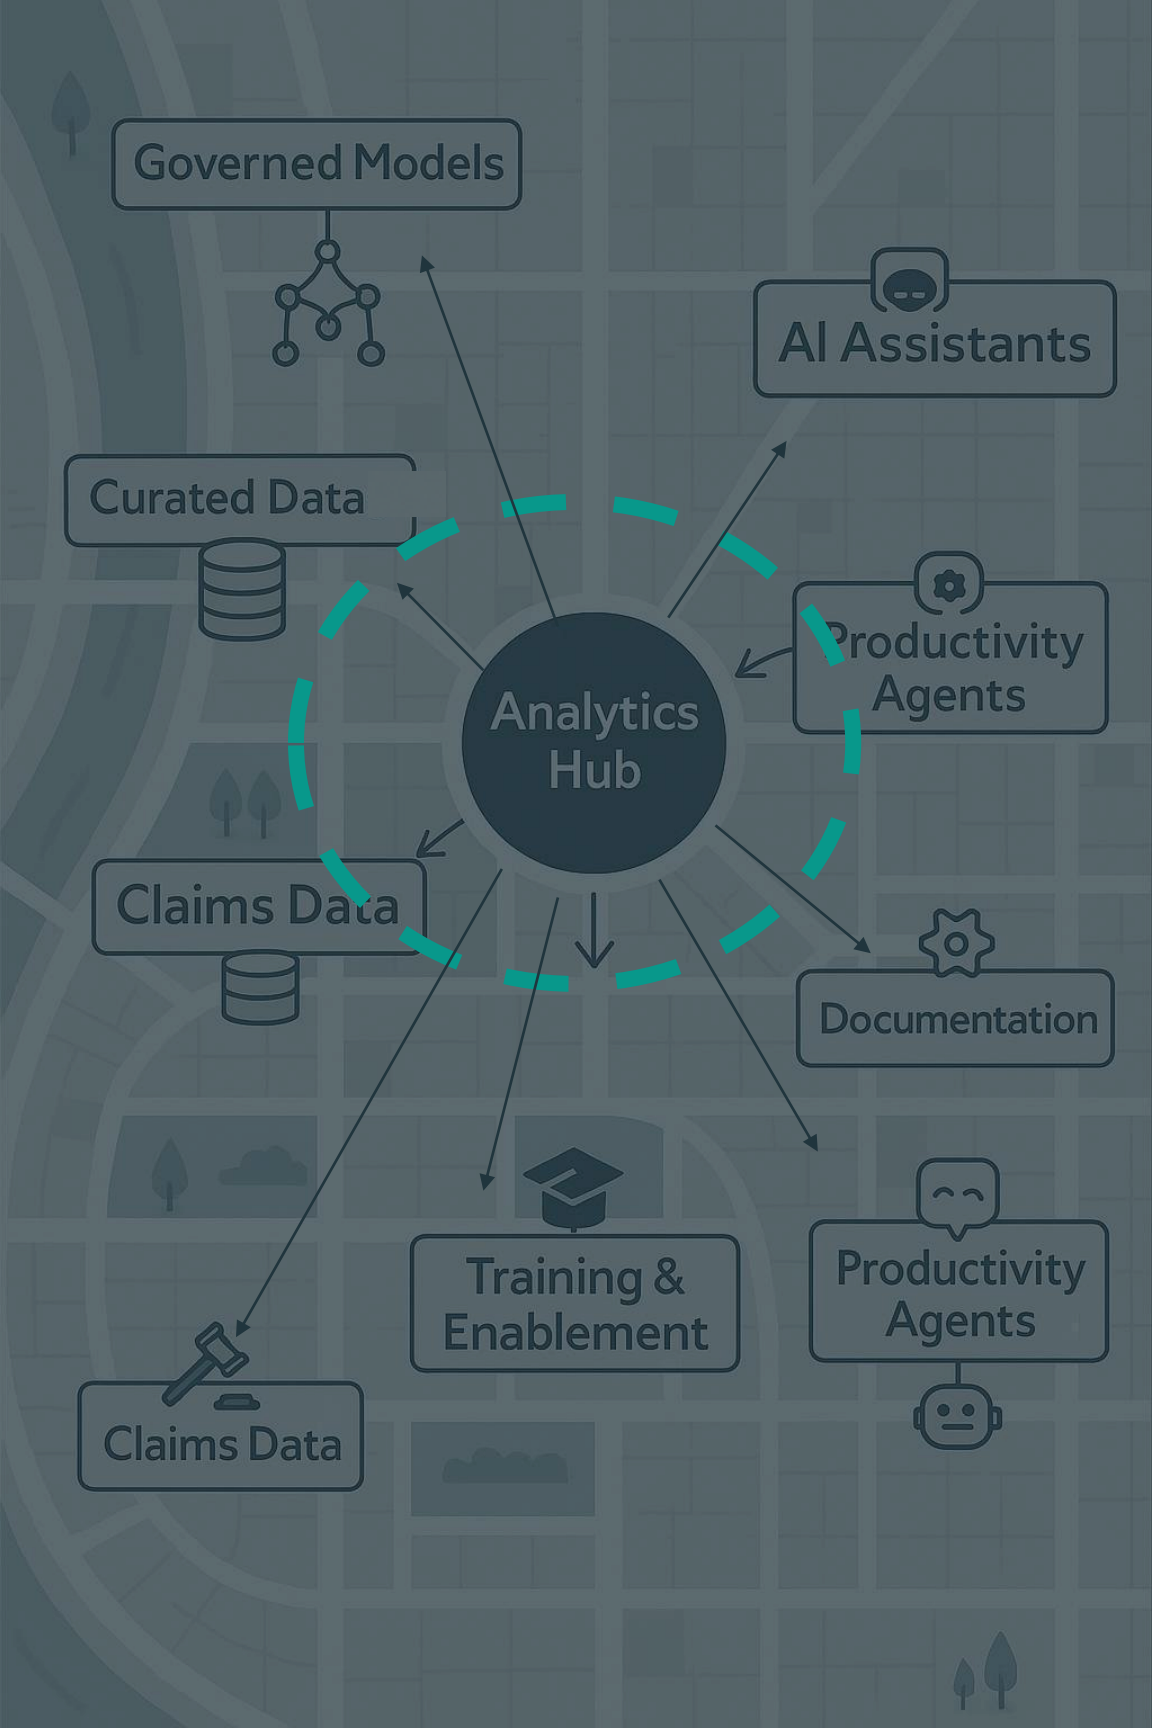 Governed Models
AI Assistants
Curated Data
Productivity
Agents
Analytics
Hub
Claims Data
Documentation
Training &
Enablement
Productivity
Agents
Claims Data